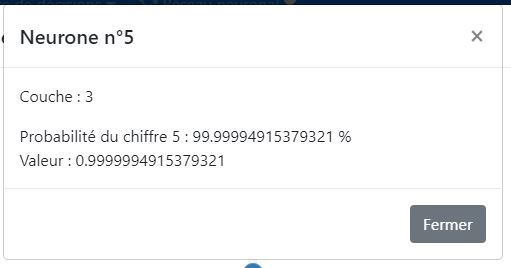 Neurone n°5
×
Couche : 3
Probabilité du chiffre 5 : 99.99994915379321 %
Valeur : 0.9999994915379321
Fermer